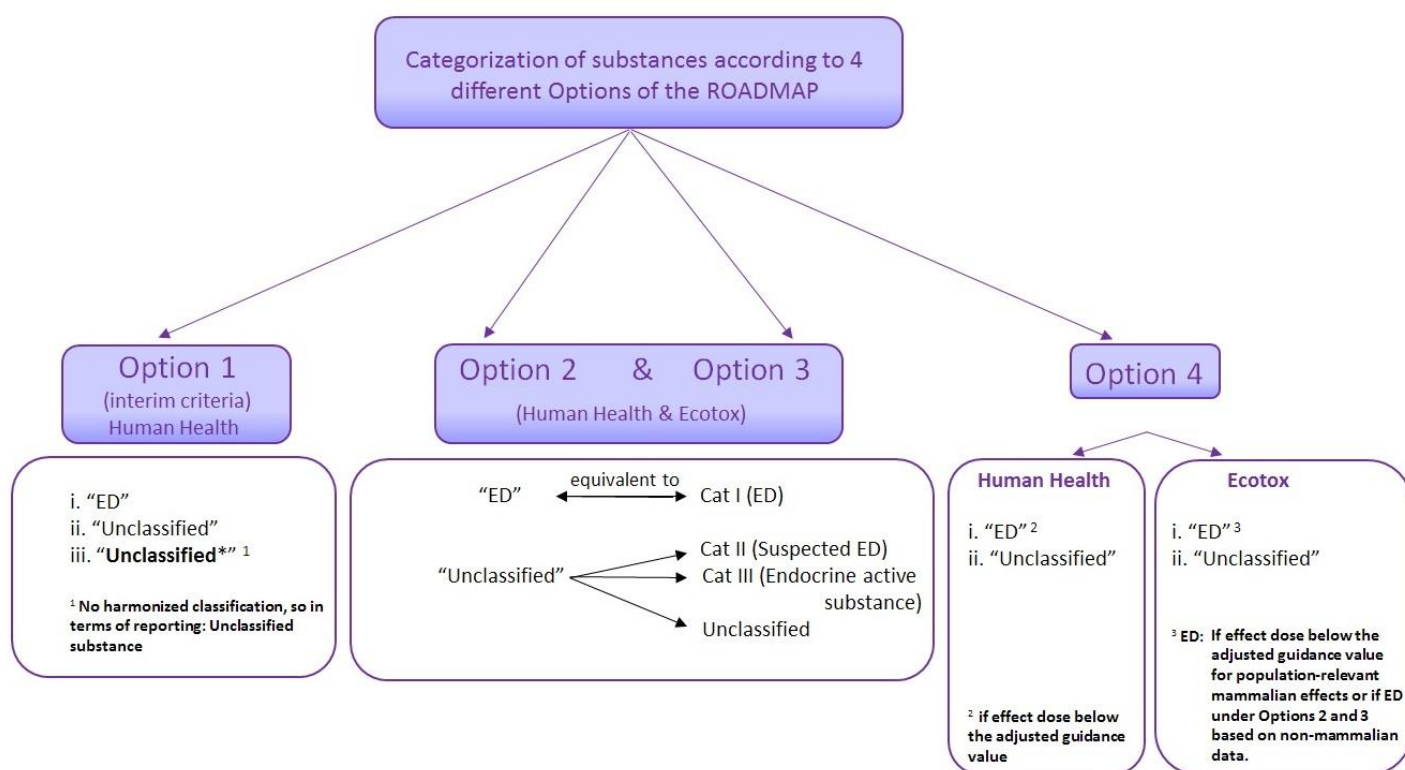 Categorization of substances according to 4
different Options of the ROADMAP
Option 1
(interim criteria)
Human Health
i. “ED”
ii. “Unclassified”
iii. “Unclassified*” ¹
¹ No harmonized classification, so in
terms of reporting: Unclassified
substance
Option 2 & Option 3
(Human Health & Ecotox)
“ED” equivalent to Cat I (ED)
“Unclassified”
Cat II (Suspected ED)
Cat III (Endocrine active
substance)
Unclassified
Option 4
Human Health
i. “ED” ²
ii. “Unclassified”
² if effect dose below
the adjusted guidance
value
Ecotox
i. “ED” ³
ii. “Unclassified”
³ ED: If effect dose below the
adjusted guidance value
for population-relevant
mammalian effects or if ED
under Options 2 and 3
based on non-mammalian
data.